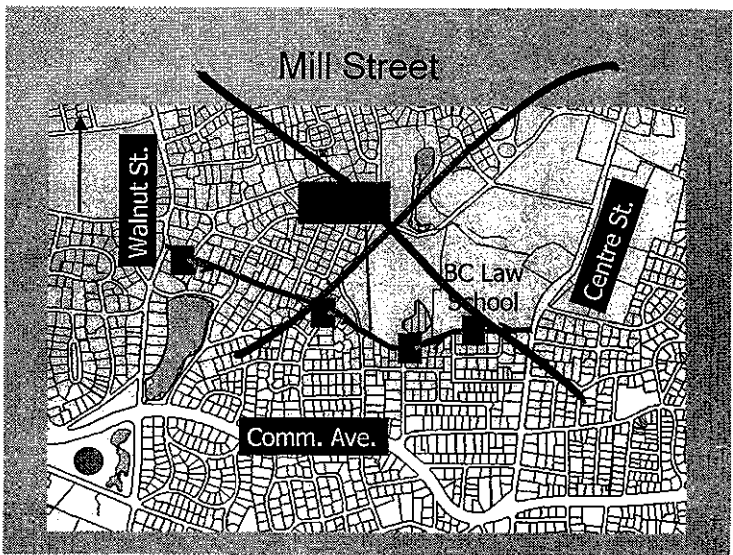 Mill Street
Walnut St.
Centre St.
BC Law
School
Comm. Ave.